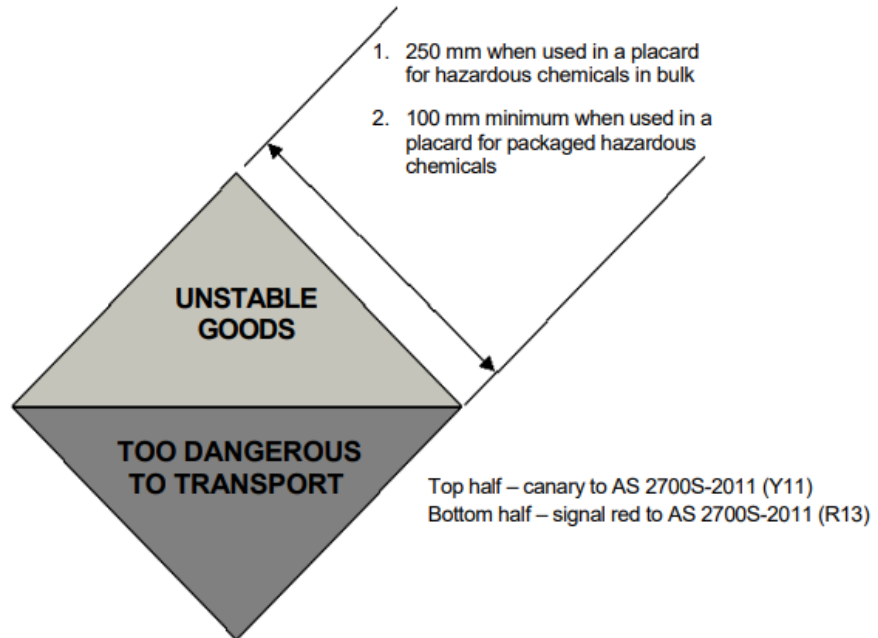 1. 250 mm when used in a placard
for hazardous chemicals in bulk
2. 100 mm minimum when used in a
placard for packaged hazardous
chemicals
UNSTABLE
GOODS
TOO DANGEROUS
TO TRANSPORT
Top half – canary to AS 2700S-2011 (Y11)
Bottom half – signal red to AS 2700S-2011 (R13)